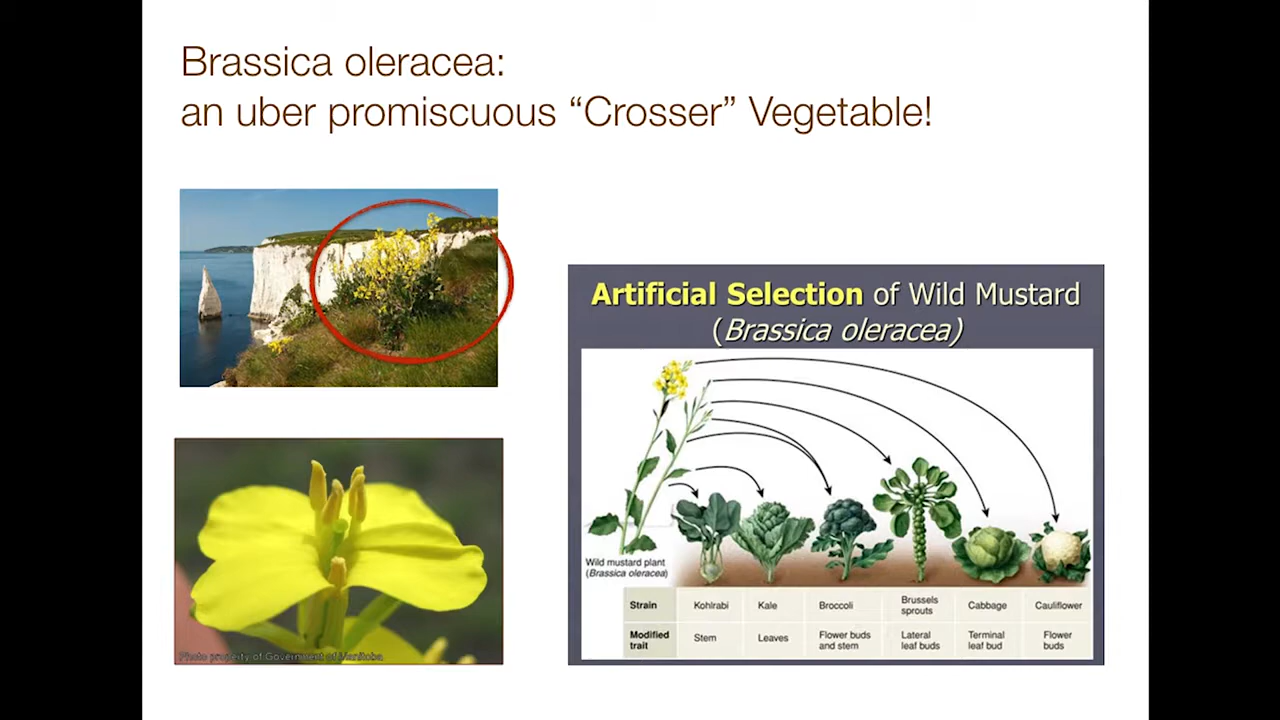 Brassica oleracea:
an uber promiscuous “Crosser” Vegetable!
Photo property of Government of Manitoba
Artificial Selection of Wild Mustard
(Brassica oleracea)
Wild mustard plant
(Brassica oleracea)
Strain Kohlrabi Kale Broccoli Brussels sprouts Cabbage Cauliflower
Modified trait Stem Leaves Flower buds and stem Lateral leaf buds Terminal leaf bud Flower buds